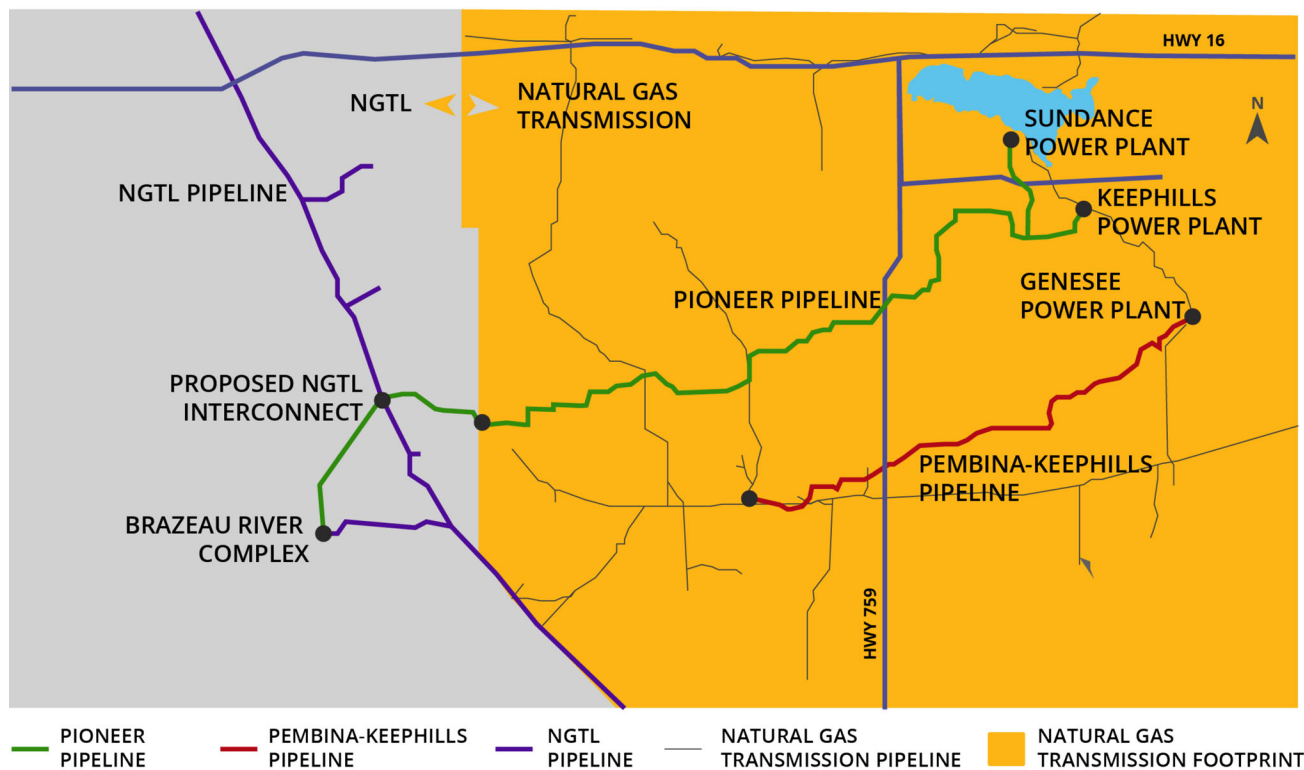 HWY 16
NGTL
NATURAL GAS
TRANSMISSION
N
SUNDANCE
POWER PLANT
NGTL PIPELINE
KEEPHILLS
POWER PLANT
GENESEE
POWER PLANT
PIONEER PIPELINE
PROPOSED NGTL
INTERCONNECT
PEMBINA-KEEPHILLS
PIPELINE
BRAZEAU RIVER
COMPLEX
HWY 759
PIONEER
PIPELINE
PEMBINA-KEEPHILLS
PIPELINE
NGTL
PIPELINE
NATURAL GAS
TRANSMISSION PIPELINE
NATURAL GAS
TRANSMISSION FOOTPRINT